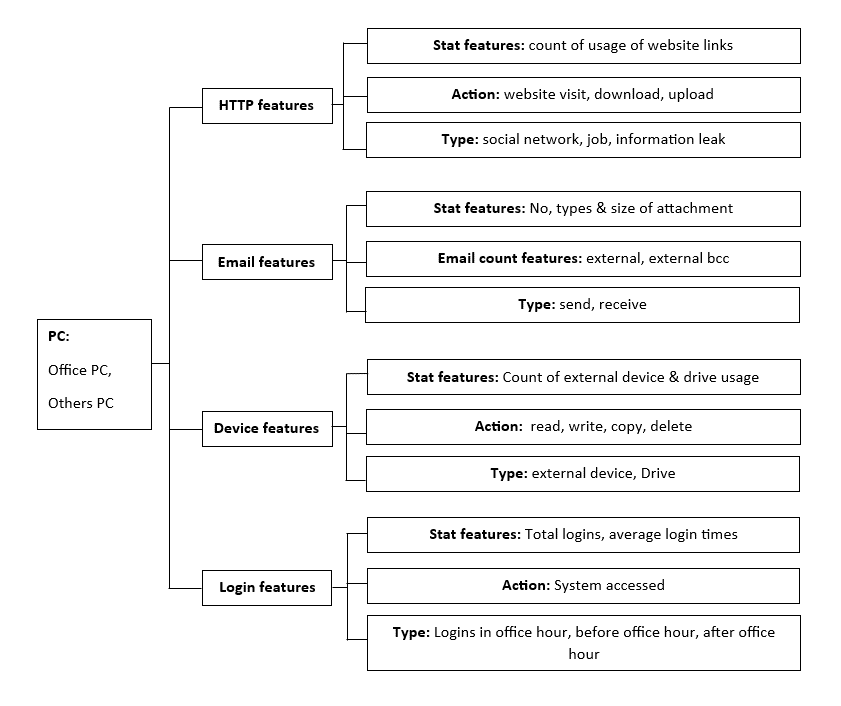 Stat features: count of usage of website links
HTTP features
Action: website visit, download, upload
Type: social network, job, information leak
Stat features: No, types & size of attachment
Email features
Email count features: external, external bcc
Type: send, receive
PC:
Office PC,
Others PC
Stat features: Count of external device & drive usage
Device features
Action: read, write, copy, delete
Type: external device, Drive
Stat features: Total logins, average login times
Login features
Action: System accessed
Type: Logins in office hour, before office hour, after office
hour